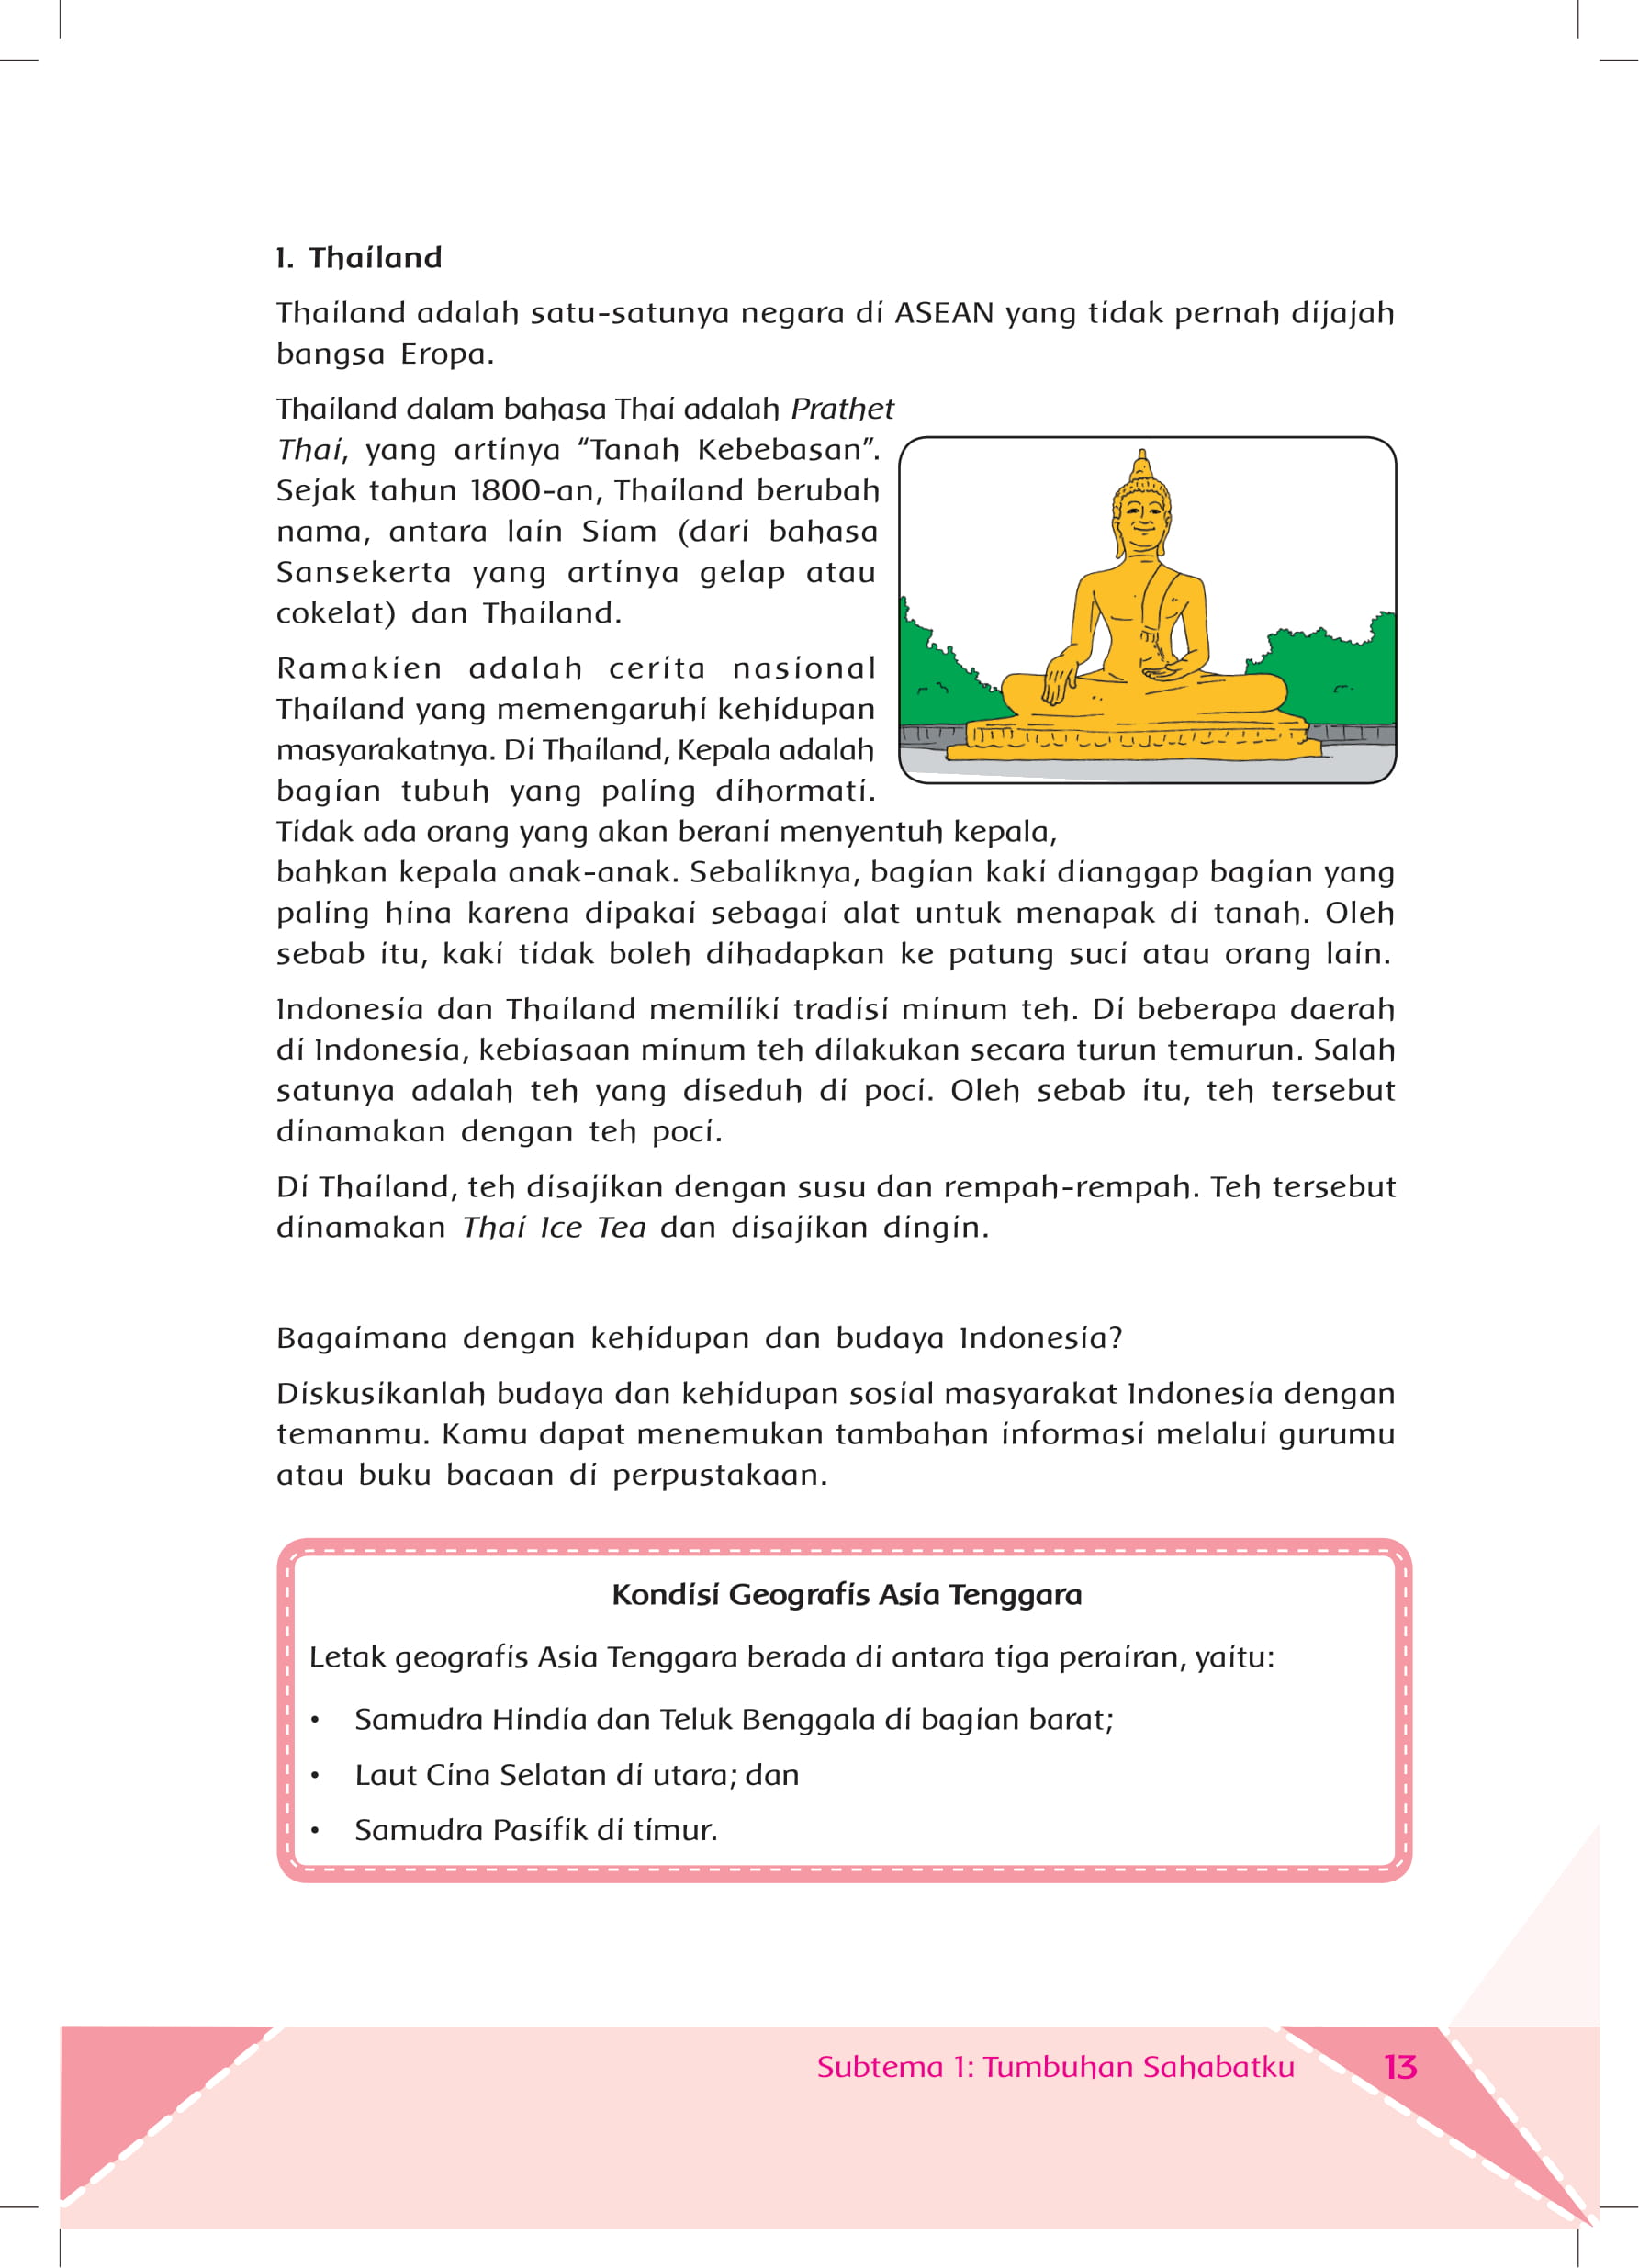 1. Thailand
Thailand adalah satu-satunya negara di ASEAN yang tidak pernah dijajah
bangsa Eropa.
Thailand dalam bahasa Thai adalah Prathet
Thai, yang artinya “Tanah Kebebasan”.
Sejak tahun 1800-an, Thailand berubah
nama, antara lain Siam (dari bahasa
Sansekerta yang artinya gelap atau
cokelat) dan Thailand.
Ramakien adalah cerita nasional
Thailand yang memengaruhi kehidupan
masyarakatnya. Di Thailand, Kepala adalah
bagian tubuh yang paling dihormati.
Tidak ada orang yang akan berani menyentuh kepala,
bahkan kepala anak-anak. Sebaliknya, bagian kaki dianggap bagian yang
paling hina karena dipakai sebagai alat untuk menapak di tanah. Oleh
sebab itu, kaki tidak boleh dihadapkan ke patung suci atau orang lain.
Indonesia dan Thailand memiliki tradisi minum teh. Di beberapa daerah
di Indonesia, kebiasaan minum teh dilakukan secara turun temurun. Salah
satunya adalah teh yang diseduh di poci. Oleh sebab itu, teh tersebut
dinamakan dengan teh poci.
Di Thailand, teh disajikan dengan susu dan rempah-rempah. Teh tersebut
dinamakan Thai Ice Tea dan disajikan dingin.
Bagaimana dengan kehidupan dan budaya Indonesia?
Diskusikanlah budaya dan kehidupan sosial masyarakat Indonesia dengan
temanmu. Kamu dapat menemukan tambahan informasi melalui gurumu
atau buku bacaan di perpustakaan.
Kondisi Geografis Asia Tenggara
Letak geografis Asia Tenggara berada di antara tiga perairan, yaitu:
• Samudra Hindia dan Teluk Benggala di bagian barat;
• Laut Cina Selatan di utara; dan
• Samudra Pasifik di timur.
Subtema 1: Tumbuhan Sahabatku 13